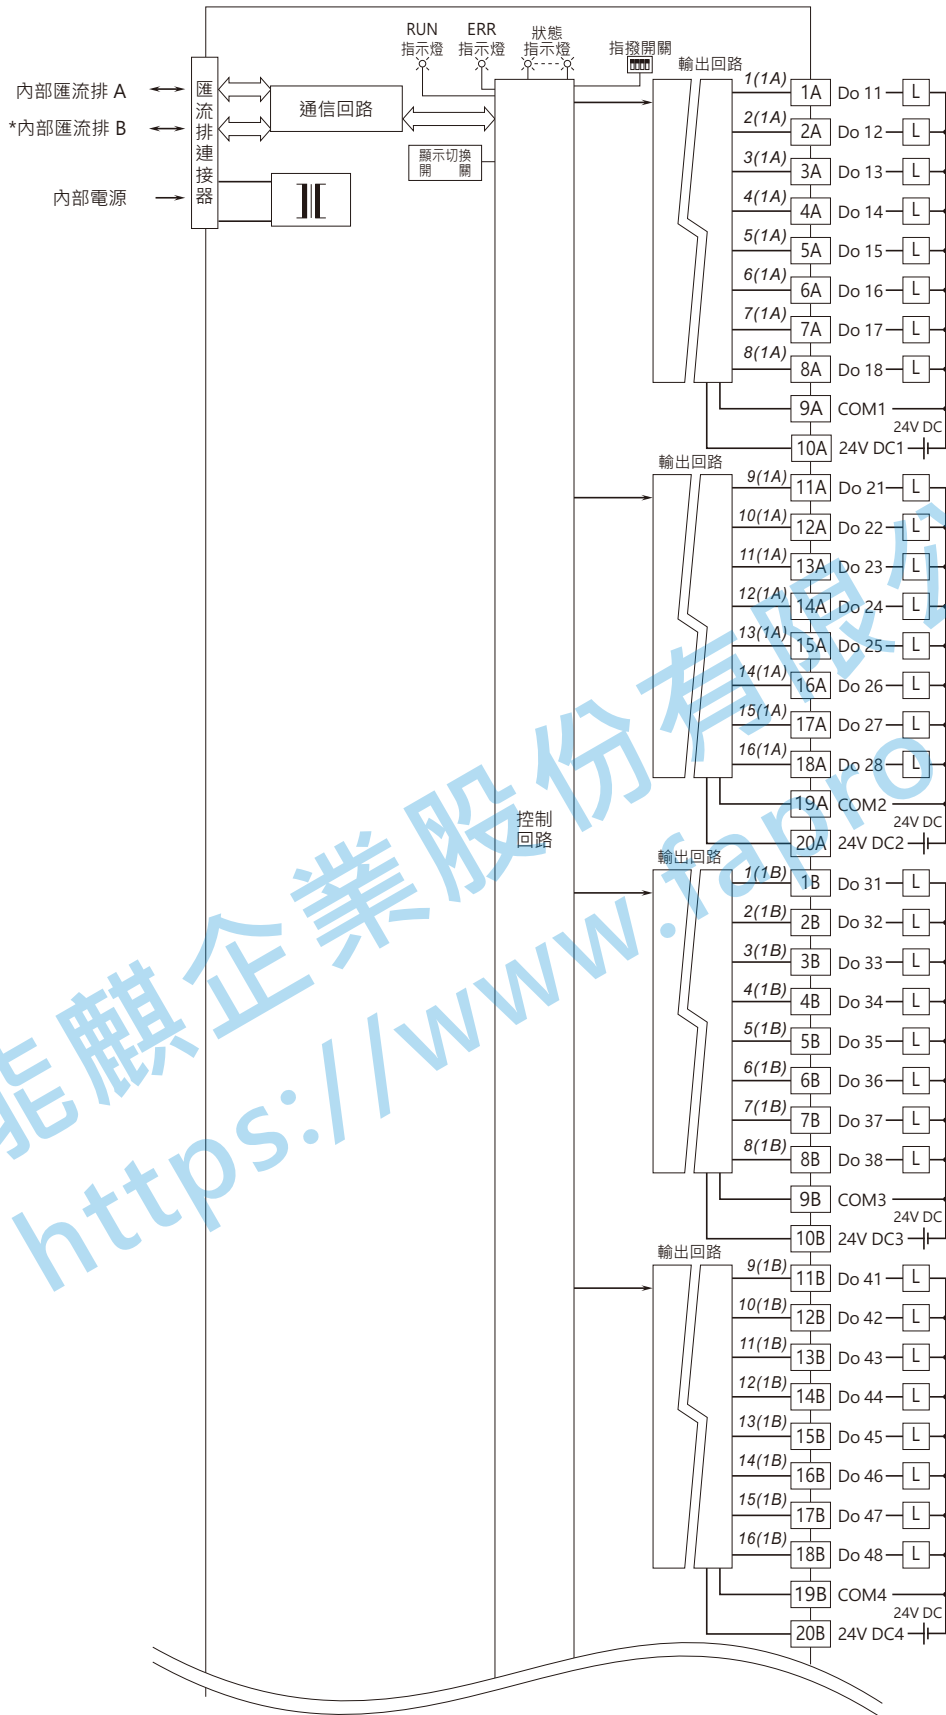 RUN
指示燈
ERR
指示燈
狀態
指示燈
指撥開關
輸出回路
內部匯流排 A
*內部匯流排 B
內部電源
匯流排連接器
通信回路
顯示切換
開 關
控制
回路
1(1A) 1A Do 11 L
2(1A) 2A Do 12 L
3(1A) 3A Do 13 L
4(1A) 4A Do 14 L
5(1A) 5A Do 15 L
6(1A) 6A Do 16 L
7(1A) 7A Do 17 L
8(1A) 8A Do 18 L
9A COM1
24V DC
10A 24V DC1
輸出回路
9(1A) 11A Do 21 L
10(1A) 12A Do 22 L
11(1A) 13A Do 23 L
12(1A) 14A Do 24 L
13(1A) 15A Do 25 L
14(1A) 16A Do 26 L
15(1A) 17A Do 27 L
16(1A) 18A Do 28 L
19A COM2
24V DC
20A 24V DC2
輸出回路
1(1B) 1B Do 31 L
2(1B) 2B Do 32 L
3(1B) 3B Do 33 L
4(1B) 4B Do 34 L
5(1B) 5B Do 35 L
6(1B) 6B Do 36 L
7(1B) 7B Do 37 L
8(1B) 8B Do 38 L
9B COM3
24V DC
10B 24V DC3
輸出回路
9(1B) 11B Do 41 L
10(1B) 12B Do 42 L
11(1B) 13B Do 43 L
12(1B) 14B Do 44 L
13(1B) 15B Do 45 L
14(1B) 16B Do 46 L
15(1B) 17B Do 47 L
16(1B) 18B Do 48 L
19B COM4
24V DC
20B 24V DC4
能麒企業股份有限公
https://www.fapro